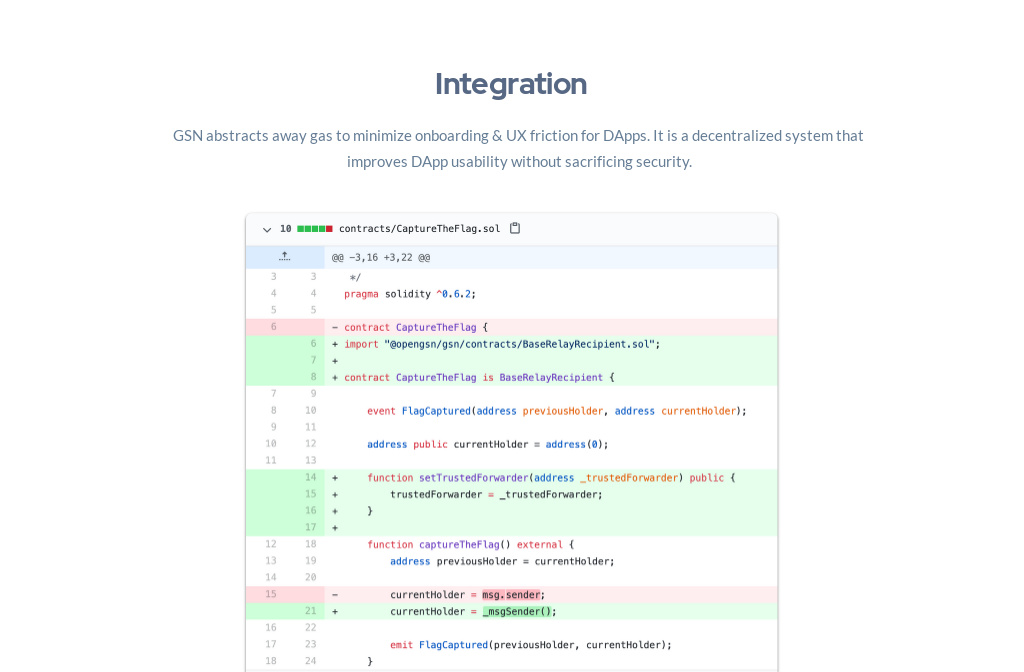 Integration
GSN abstracts away gas to minimize onboarding & UX friction for DApps. It is a decentralized system that
improves DApp usability without sacrificing security.
10 contracts/CaptureTheFlag.sol
@@ -3,16 +3,22 @@
3 3 */
4 4 pragma solidity ^0.6.2;
5 5
6 - contract CaptureTheFlag {
6 + import "@opengsn/gsn/contracts/BaseRelayRecipient.sol";
7 +
8 + contract CaptureTheFlag is BaseRelayRecipient {
7 9
8 10 event FlagCaptured(address previousHolder, address currentHolder);
9 11
10 12 address public currentHolder = address(0);
11 13
14 + function setTrustedForwarder(address _trustedForwarder) public {
15 + trustedForwarder = _trustedForwarder;
16 + }
17 +
12 18 function captureTheFlag() external {
13 19 address previousHolder = currentHolder;
14 20
15 - currentHolder = msg.sender;
21 + currentHolder = _msgSender();
16 22
17 23 emit FlagCaptured(previousHolder, currentHolder);
18 24 }